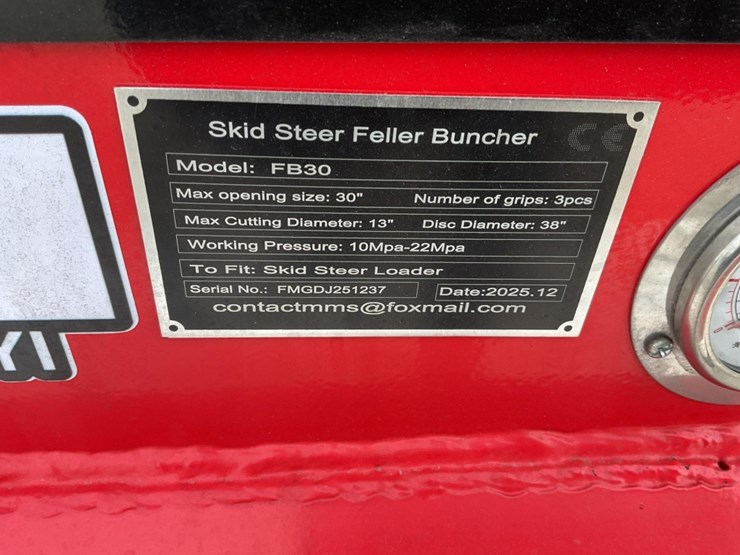 Skid Steer Feller Buncher CE
Model: FB30
Max opening size: 30" Number of grips: 3pcs
Max Cutting Diameter: 13" Disc Diameter: 38"
Working Pressure: 10Mpa-22Mpa
To Fit: Skid Steer Loader
Serial No.: FMGDJ251237 Date:2025.12
contactmms@foxmail.com